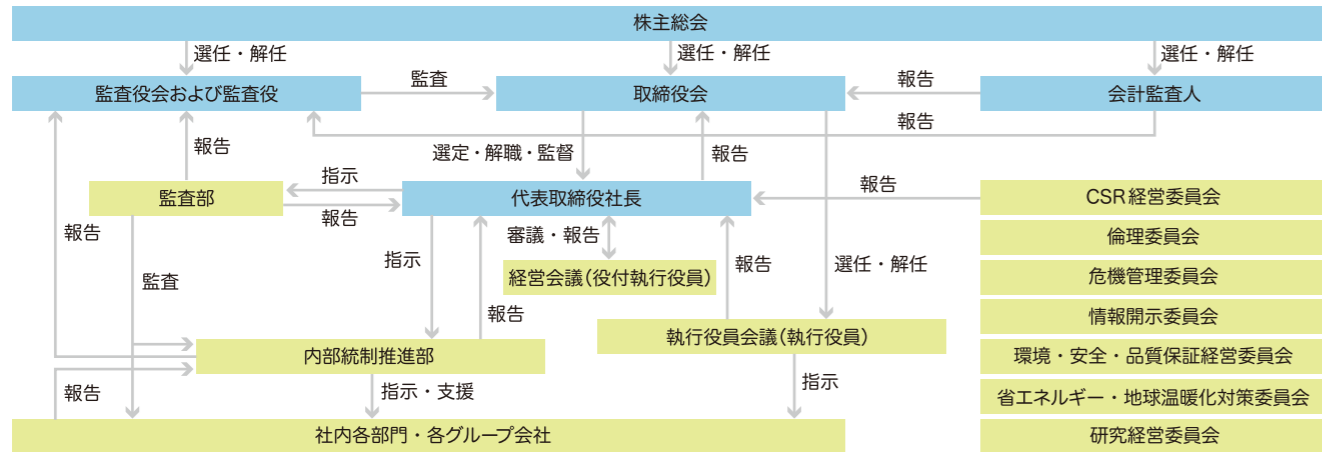 株主総会
選任・解任
選任・解任
選任・解任
監査役会および監査役
監査
取締役会
報告
会計監査人
報告
報告
選定・解職・監督
報告
指示
監査部
報告
代表取締役社長
報告
CSR経営委員会
報告
監査
指示
審議・報告
報告
選任・解任
倫理委員会
経営会議(役付執行役員)
危機管理委員会
報告
情報開示委員会
執行役員会議(執行役員)
内部統制推進部
環境・安全・品質保証経営委員会
報告
指示・支援
指示
省エネルギー・地球温暖化対策委員会
社内各部門・各グループ会社
研究経営委員会